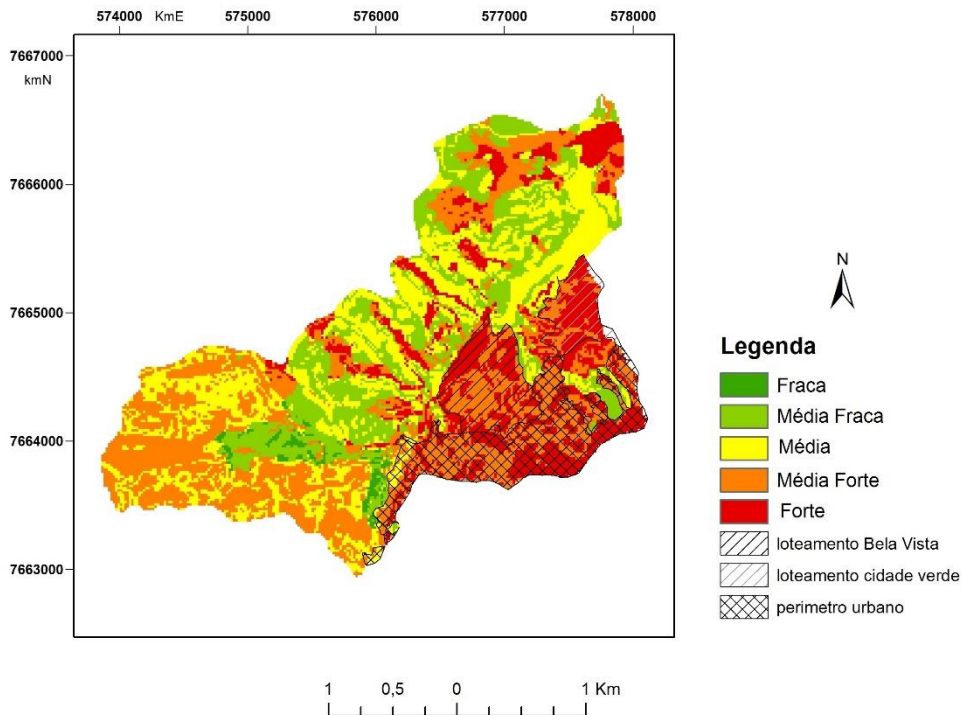 574000 KmE 575000 576000 577000 578000
7667000
kmN
7666000
7665000
7664000
7663000
N
Legenda
Fraca
Média Fraca
Média
Média Forte
Forte
loteamento Bela Vista
loteamento cidade verde
perimetro urbano
1 0,5 0 1 Km